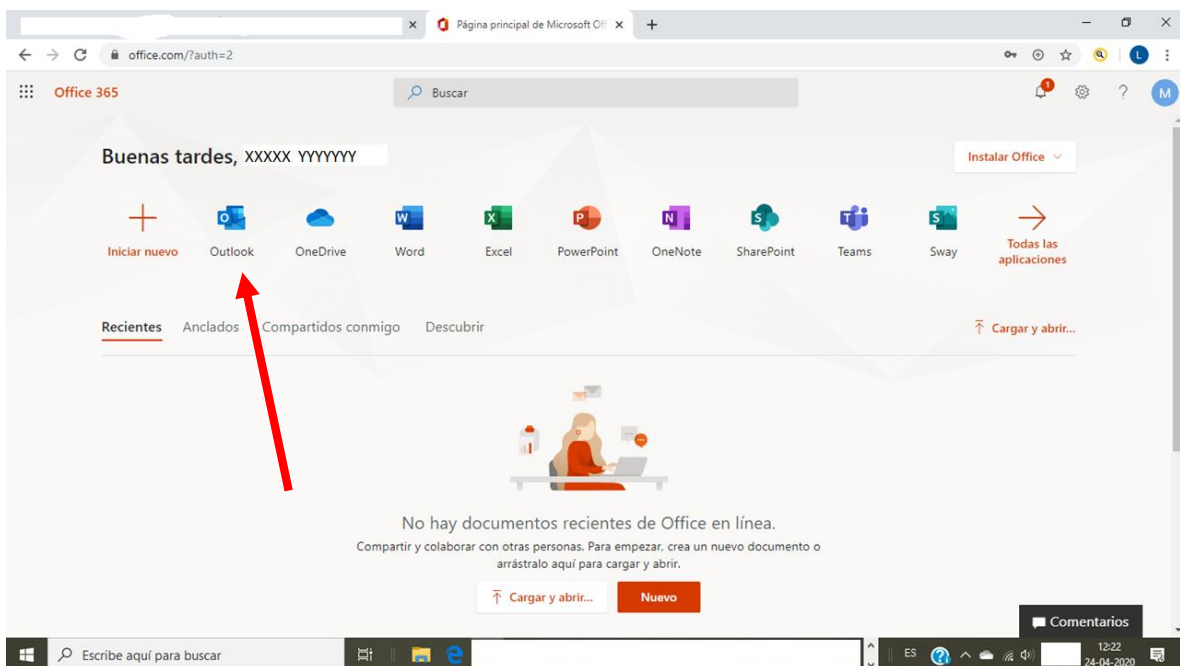 Página principal de Microsoft Off
office.com/?auth=2
L
Office 365
Buscar
1
?
M
Buenas tardes, XXXXX YYYYYYY
Instalar Office
Iniciar nuevo
Outlook
OneDrive
Word
Excel
PowerPoint
OneNote
SharePoint
Teams
Sway
Todas las
aplicaciones
Recientes
Anclados
Compartidos conmigo
Descubrir
Cargar y abrir...
No hay documentos recientes de Office en línea.
Compartir y colaborar con otras personas. Para empezar, crea un nuevo documento o
arrástralo aquí para cargar y abrir.
Cargar y abrir...
Nuevo
Comentarios
Escribe aquí para buscar
ES
12:22
24-04-2020